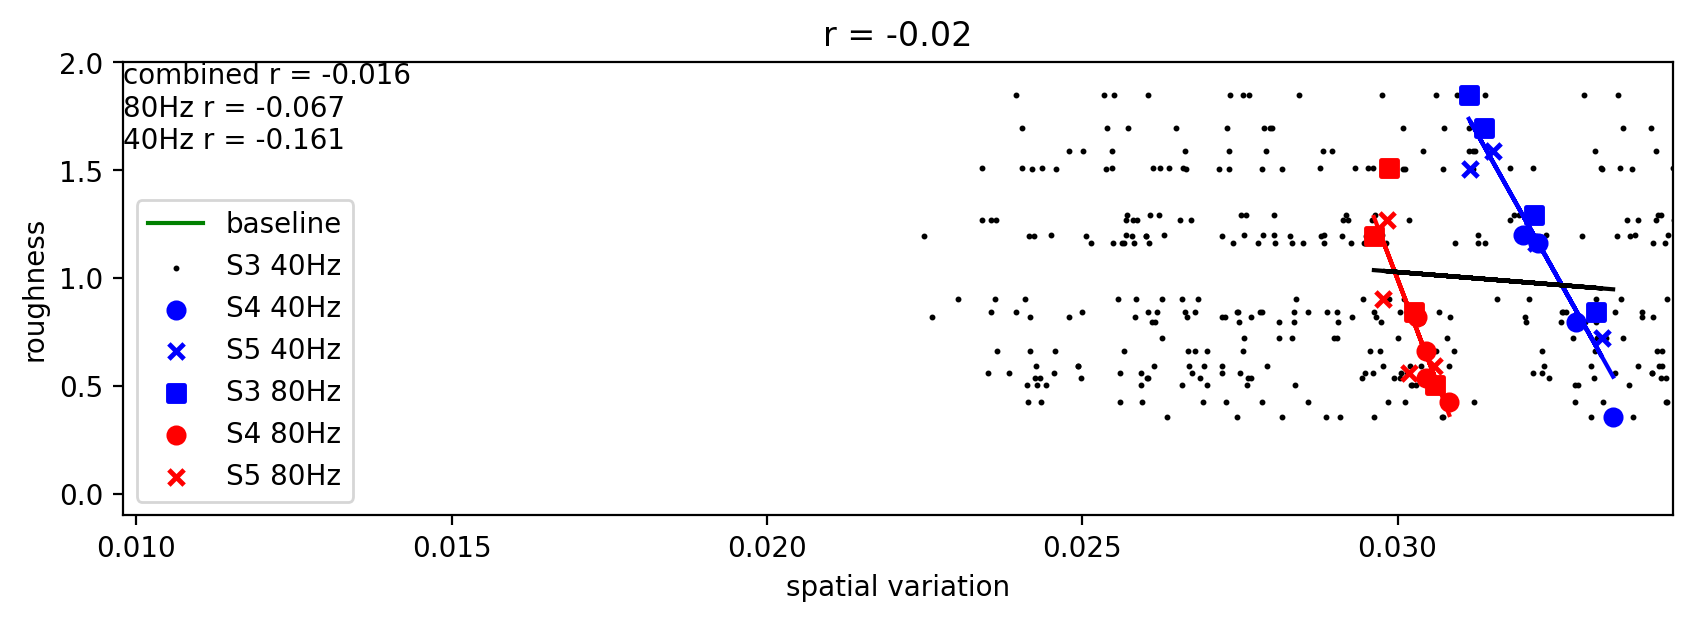 r = -0.02
combined r = -0.016
80Hz r = -0.067
40Hz r = -0.161
2.0
1.5
1.0
0.5
0.0
roughness
baseline
S3 40Hz
S4 40Hz
S5 40Hz
S3 80Hz
S4 80Hz
S5 80Hz
0.010 0.015 0.020 0.025 0.030
spatial variation